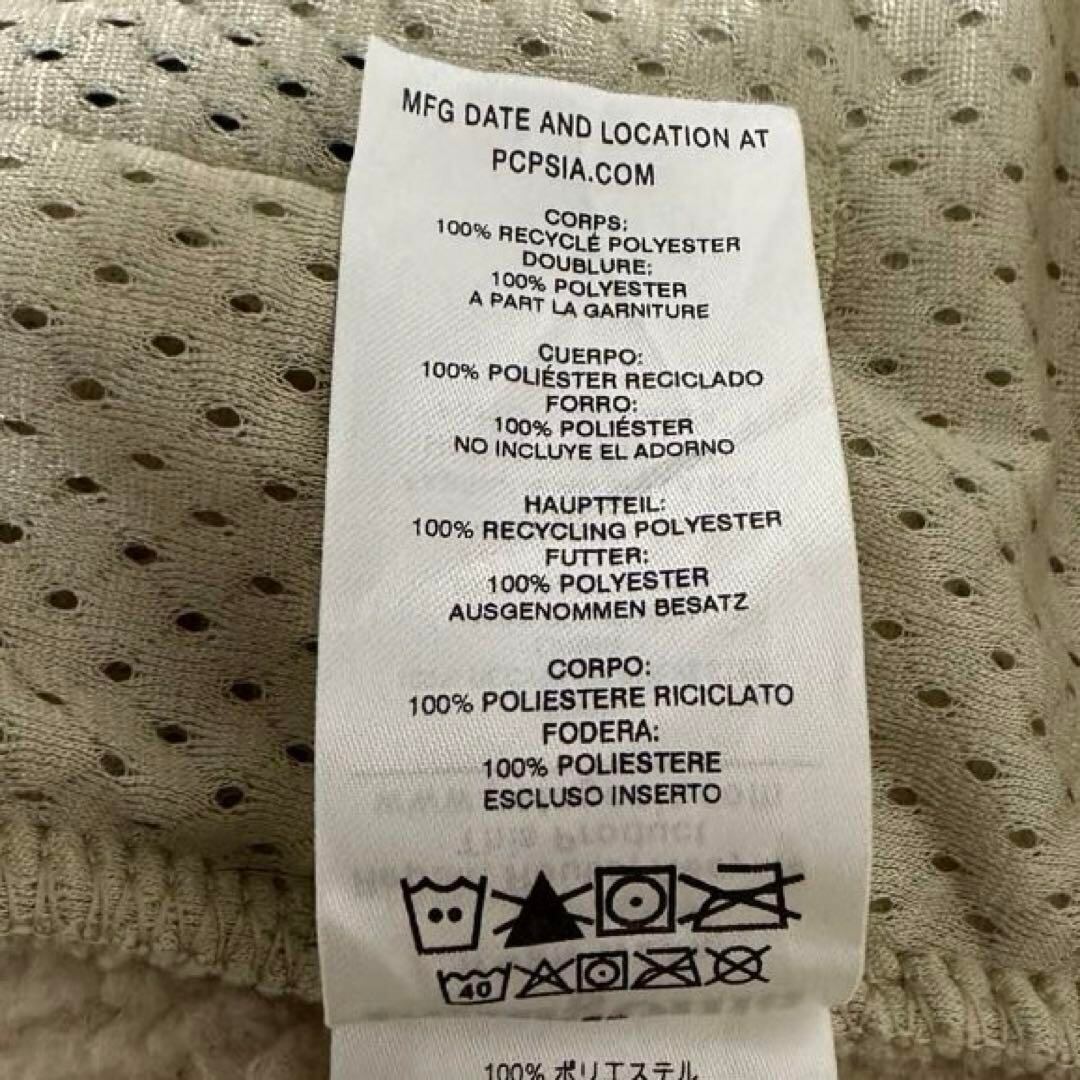 MFG DATE AND LOCATION AT
PCPSIA.COM
CORPS:
100% RECYCLÉ POLYESTER
DOUBLURE:
100% POLYESTER
A PART LA GARNITURE
CUERPO:
100% POLIÉSTER RECICLADO
FORRO:
100% POLIÉSTER
NO INCLUYE EL ADORNO
HAUPTTEIL:
100% RECYCLING POLYESTER
FUTTER:
100% POLYESTER
AUSGENOMMEN BESATZ
CORPO:
100% POLIESTERE RICICLATO
FODERA:
100% POLIESTERE
ESCLUSO INSERTO
40
100% ポリエステル